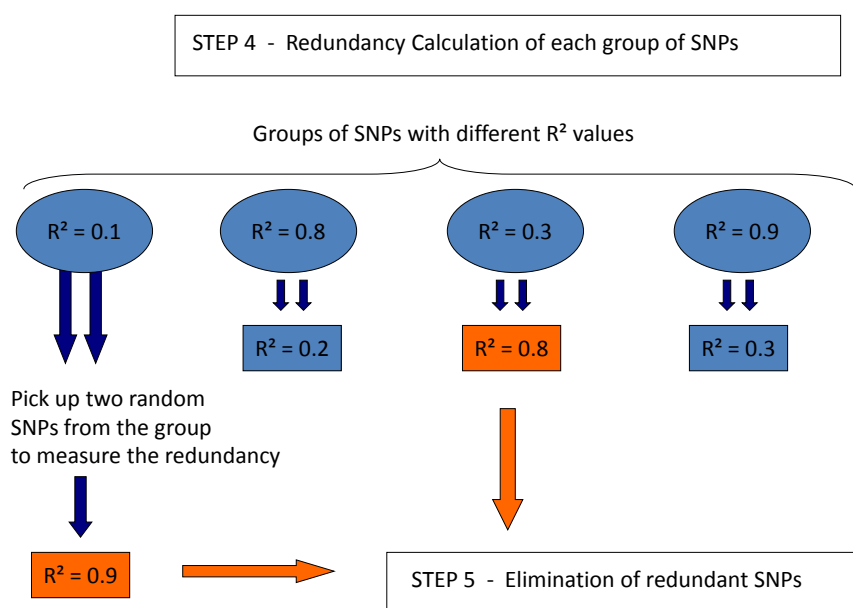 STEP 4 - Redundancy Calculation of each group of SNPs
Groups of SNPs with different R² values
R² = 0.1
R² = 0.8
R² = 0.3
R² = 0.9
R² = 0.2
R² = 0.8
R² = 0.3
Pick up two random
SNPs from the group
to measure the redundancy
R² = 0.9
STEP 5 - Elimination of redundant SNPs